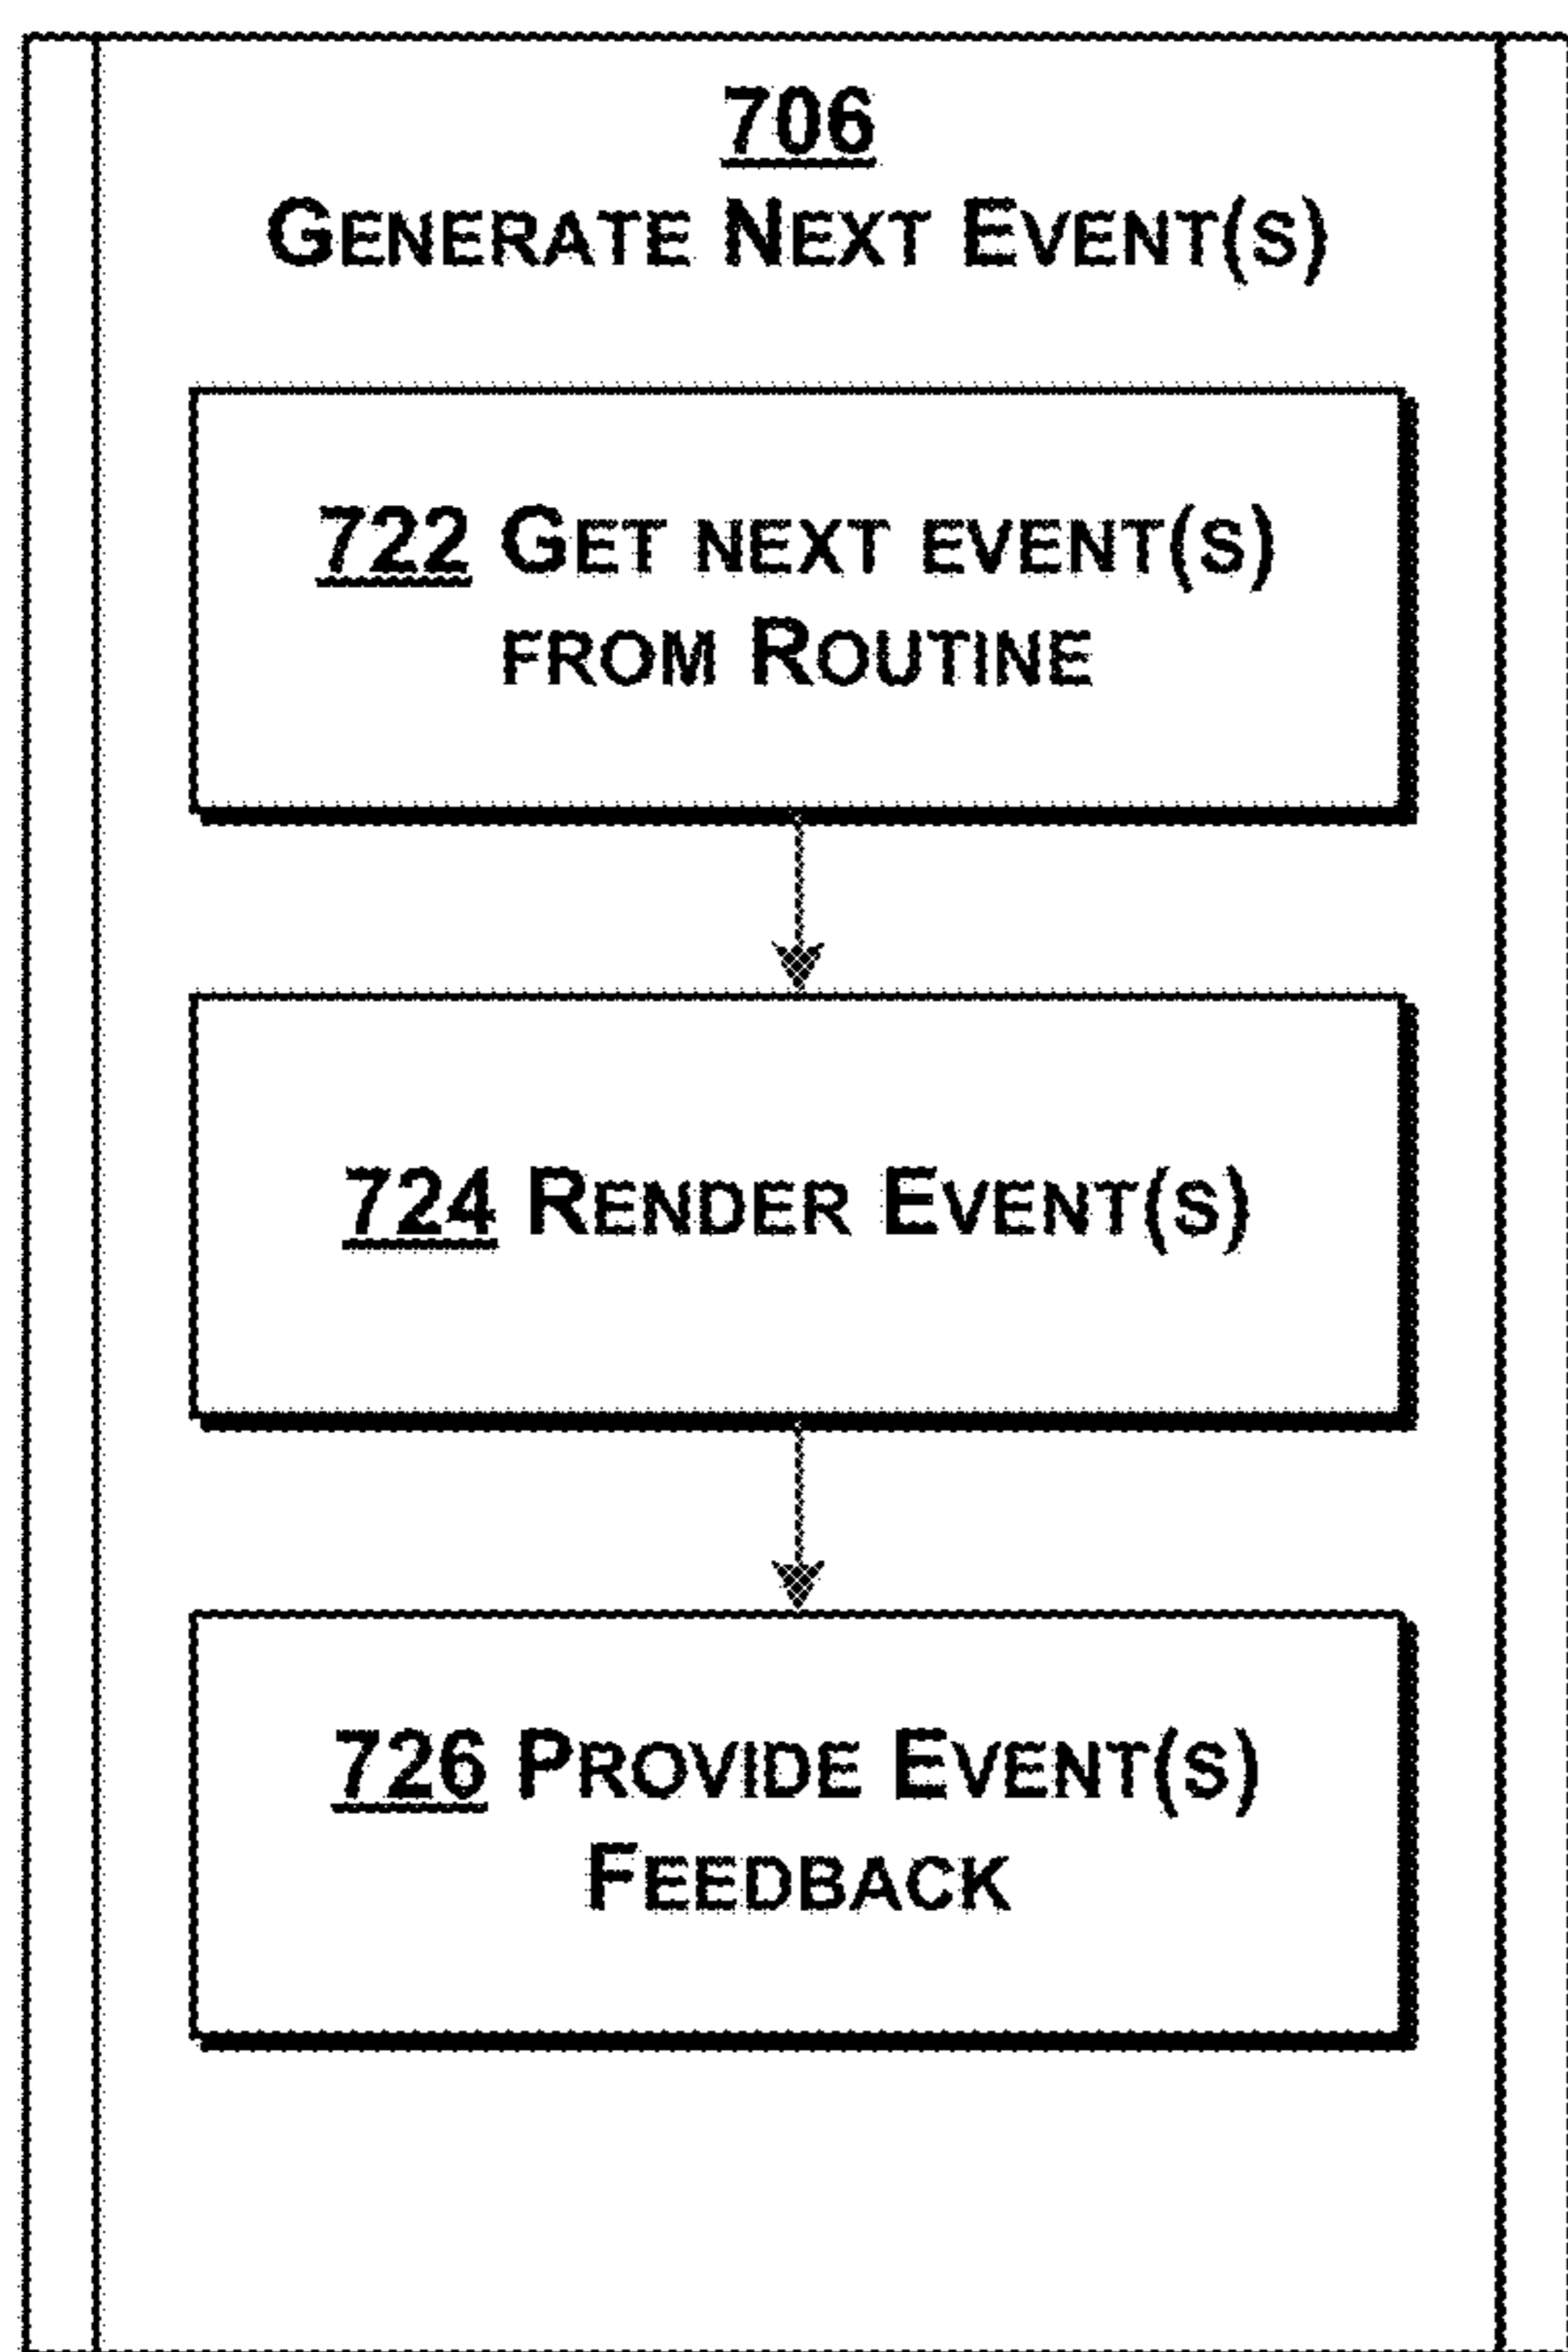 706
GENERATE NEXT EVENT(S)
722 GET NEXT EVENT(S)
FROM ROUTINE
724 RENDER EVENT(S)
726 PROVIDE EVENT(S)
FEEDBACK